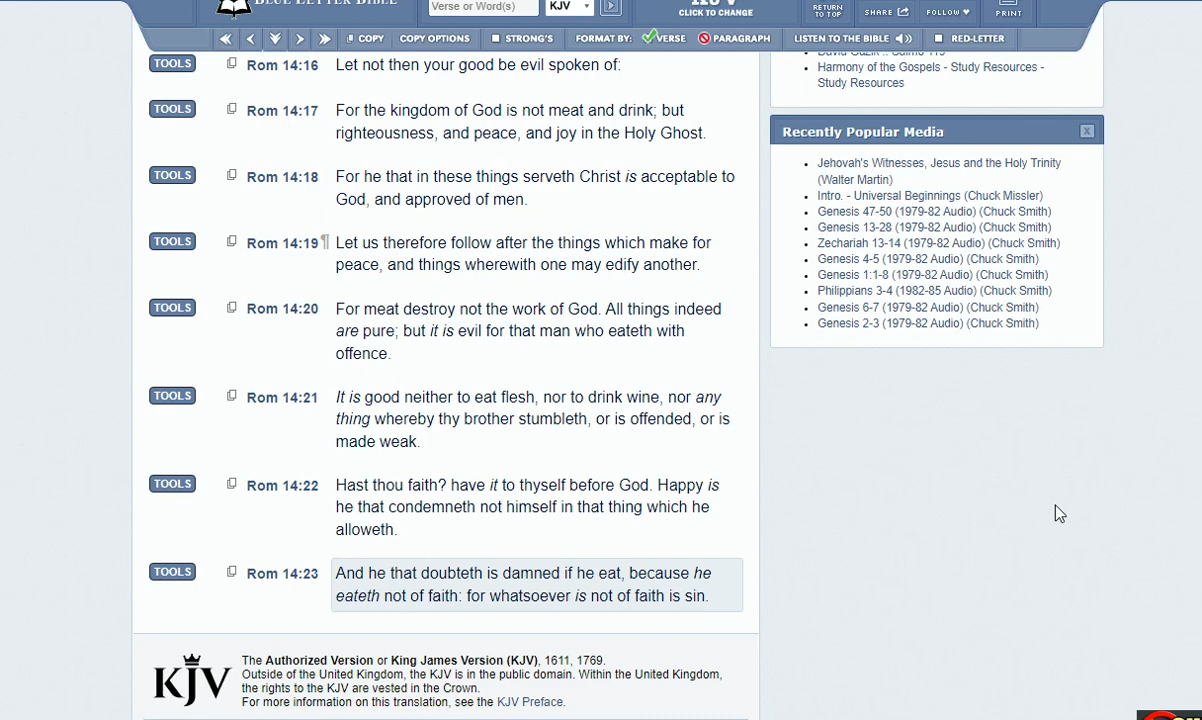 BLUE LETTER BIBLE
Verse or Word(s)
KJV
CLICK TO CHANGE
RETURN
TO TOP
SHARE
FOLLOW
PRINT
COPY
COPY OPTIONS
STRONG'S
FORMAT BY:
VERSE
PARAGRAPH
LISTEN TO THE BIBLE
RED-LETTER
TOOLS
Rom 14:16
Let not then your good be evil spoken of:
TOOLS
Rom 14:17
For the kingdom of God is not meat and drink; but
righteousness, and peace, and joy in the Holy Ghost.
TOOLS
Rom 14:18
For he that in these things serveth Christ is acceptable to
God, and approved of men.
TOOLS
Rom 14:19¶
Let us therefore follow after the things which make for
peace, and things wherewith one may edify another.
TOOLS
Rom 14:20
For meat destroy not the work of God. All things indeed
are pure; but it is evil for that man who eateth with
offence.
TOOLS
Rom 14:21
It is good neither to eat flesh, nor to drink wine, nor any
thing whereby thy brother stumbleth, or is offended, or is
made weak.
TOOLS
Rom 14:22
Hast thou faith? have it to thyself before God. Happy is
he that condemneth not himself in that thing which he
alloweth.
TOOLS
Rom 14:23
And he that doubteth is damned if he eat, because he
eateth not of faith: for whatsoever is not of faith is sin.
KJV
The Authorized Version or King James Version (KJV), 1611, 1769.
Outside of the United Kingdom, the KJV is in the public domain. Within the United Kingdom,
the rights to the KJV are vested in the Crown.
For more information on this translation, see the KJV Preface.
Harmony of the Gospels - Study Resources -
Study Resources
Recently Popular Media
x
Jehovah's Witnesses, Jesus and the Holy Trinity
(Walter Martin)
Intro. - Universal Beginnings (Chuck Missler)
Genesis 47-50 (1979-82 Audio) (Chuck Smith)
Genesis 13-28 (1979-82 Audio) (Chuck Smith)
Zechariah 13-14 (1979-82 Audio) (Chuck Smith)
Genesis 4-5 (1979-82 Audio) (Chuck Smith)
Genesis 1:1-8 (1979-82 Audio) (Chuck Smith)
Philippians 3-4 (1982-85 Audio) (Chuck Smith)
Genesis 6-7 (1979-82 Audio) (Chuck Smith)
Genesis 2-3 (1979-82 Audio) (Chuck Smith)